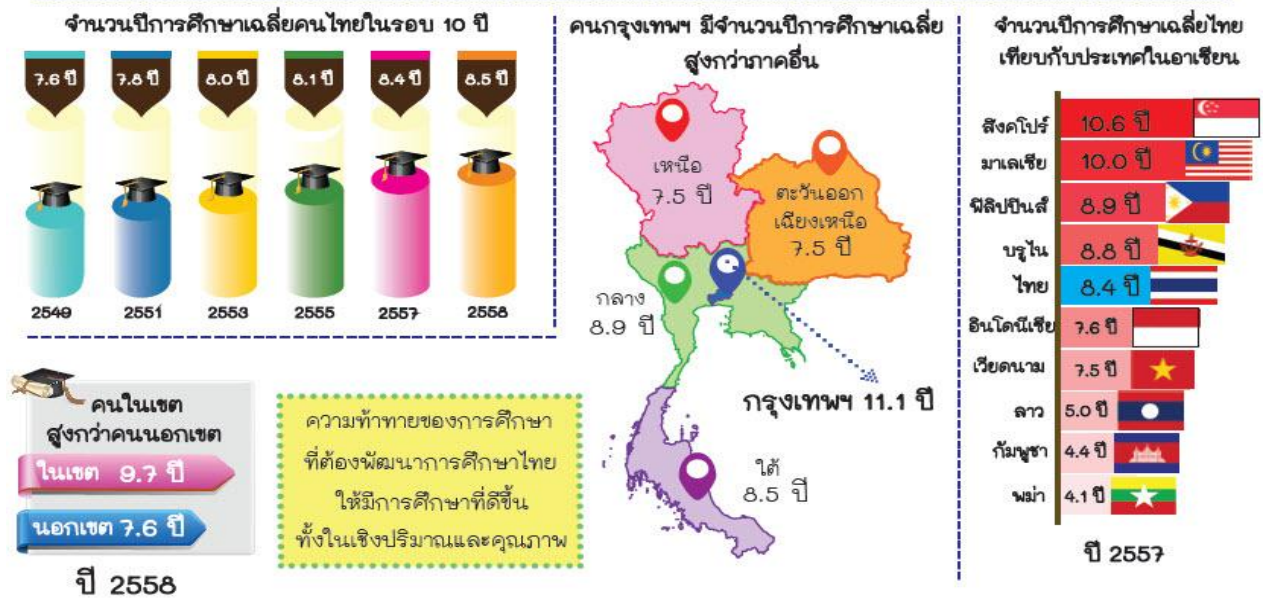 จำนวนปีการศึกษาเฉลี่ยคนไทยในรอบ 10 ปี
7.6 ปี
7.8 ปี
8.0 ปี
8.1 ปี
8.4 ปี
8.5 ปี
2549
2551
2553
2555
2557
2558
คนในเขต
สูงกว่าคนนอกเขต
ในเขต 9.7 ปี
นอกเขต 7.6 ปี
ปี 2558
ความท้าทายของการศึกษา
ที่ต้องพัฒนาการศึกษาไทย
ให้มีการศึกษาที่ดีขึ้น
ทั้งในเชิงปริมาณและคุณภาพ
คนกรุงเทพฯ มีจำนวนปีการศึกษาเฉลี่ย
สูงกว่าภาคอื่น
เหนือ
7.5 ปี
ตะวันออก
เฉียงเหนือ
7.5 ปี
กลาง
8.9 ปี
กรุงเทพฯ 11.1 ปี
ใต้
8.5 ปี
จำนวนปีการศึกษาเฉลี่ยไทย
เทียบกับประเทศในอาเซียน
สิงคโปร์ 10.6 ปี
มาเลเซีย 10.0 ปี
ฟิลิปปินส์ 8.9 ปี
บรูไน 8.8 ปี
ไทย 8.4 ปี
อินโดนีเซีย 7.6 ปี
เวียดนาม 7.5 ปี
ลาว 5.0 ปี
กัมพูชา 4.4 ปี
พม่า 4.1 ปี
ปี 2557